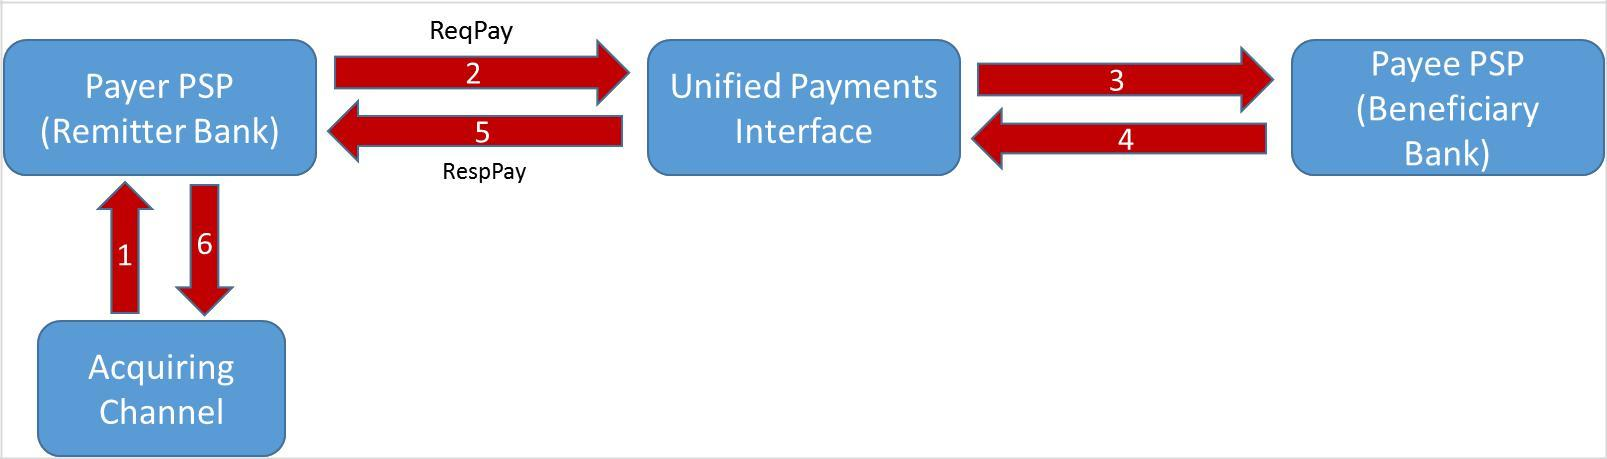 ReqPay
Payer PSP
(Remitter Bank)
2
5
RespPay
Unified Payments
Interface
3
4
Payee PSP
(Beneficiary
Bank)
1
6
Acquiring
Channel